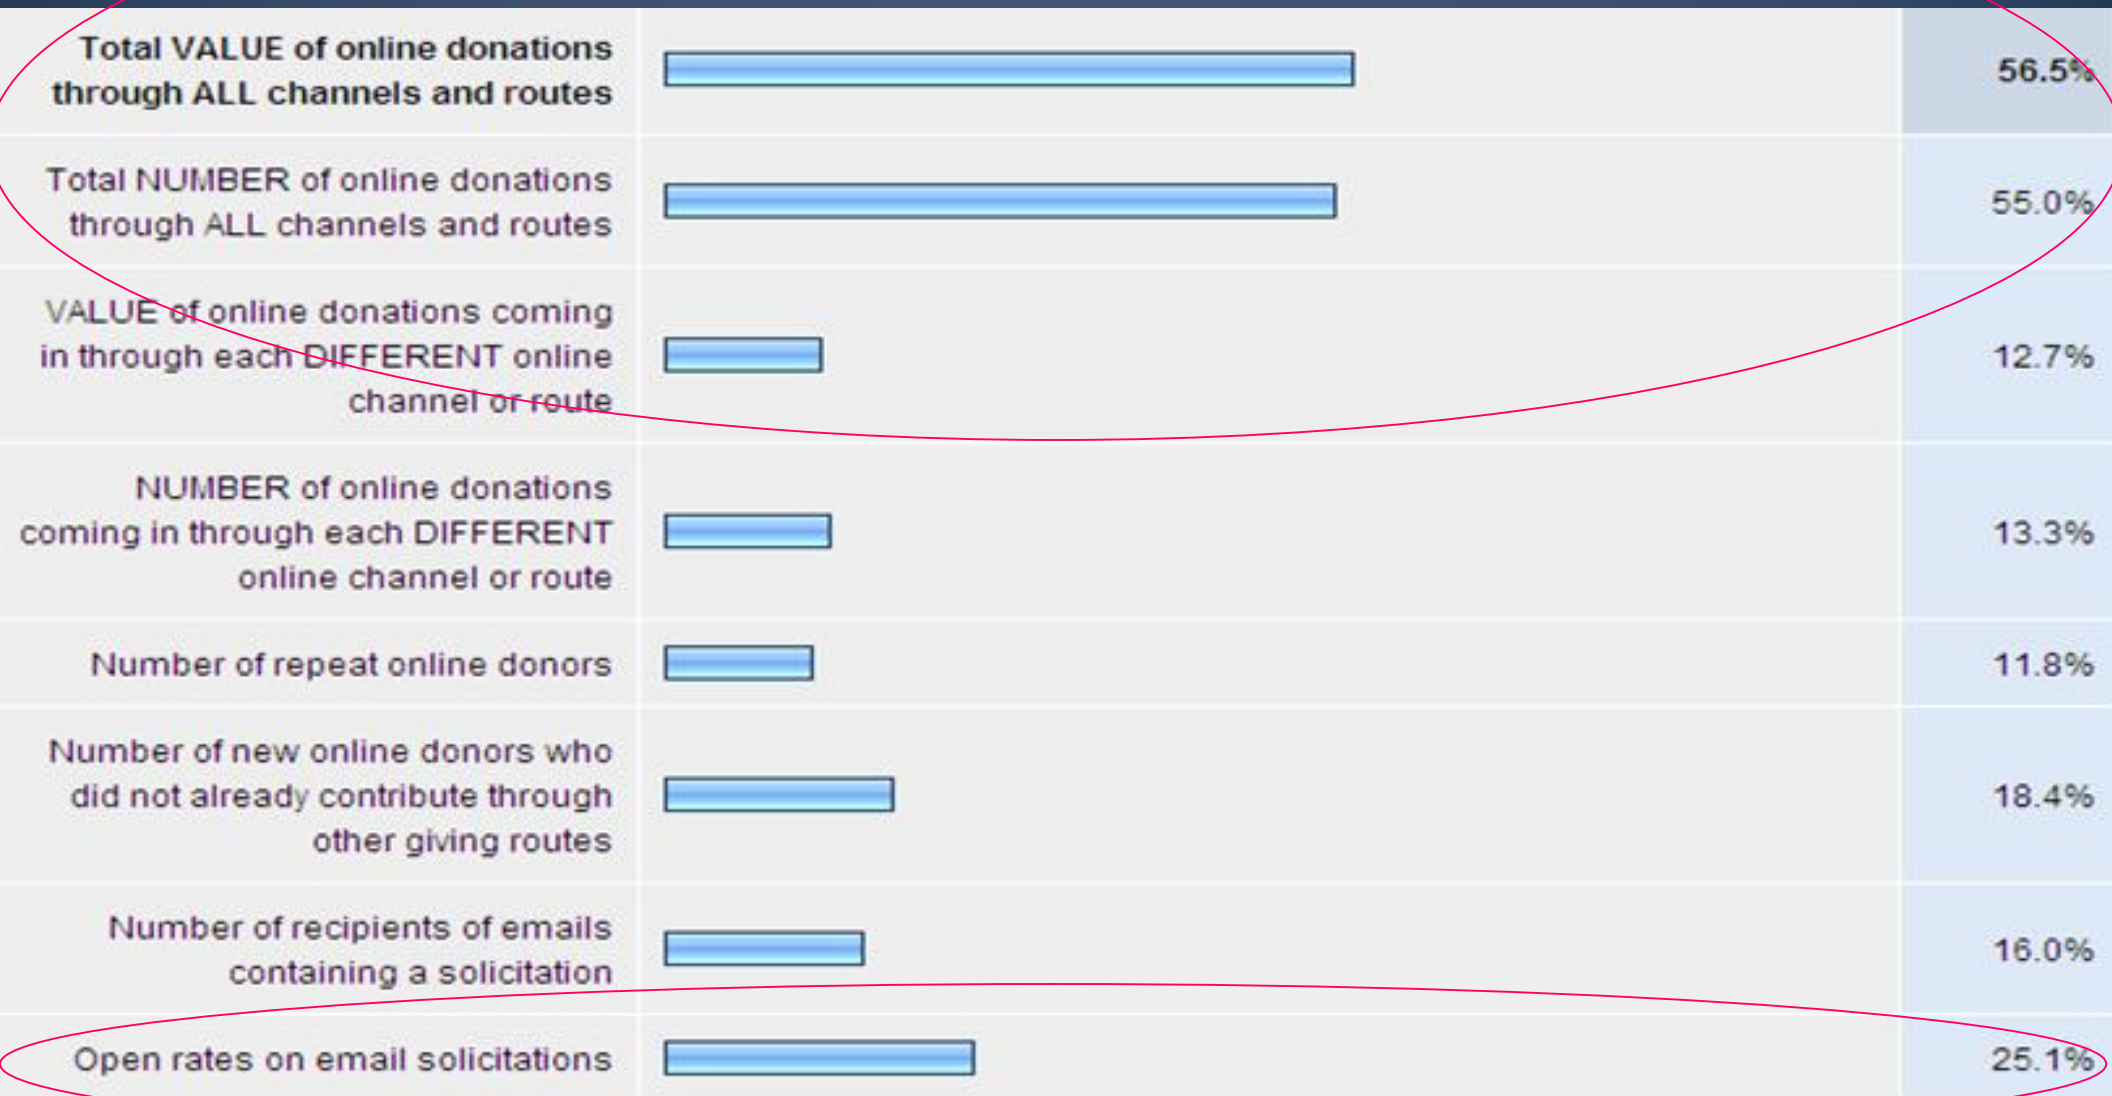 Total VALUE of online donations
through ALL channels and routes
56.5%
Total NUMBER of online donations
through ALL channels and routes
55.0%
VALUE of online donations coming
in through each DIFFERENT online
channel or route
12.7%
NUMBER of online donations
coming in through each DIFFERENT
online channel or route
13.3%
Number of repeat online donors
11.8%
Number of new online donors who
did not already contribute through
other giving routes
18.4%
Number of recipients of emails
containing a solicitation
16.0%
Open rates on email solicitations
25.1%